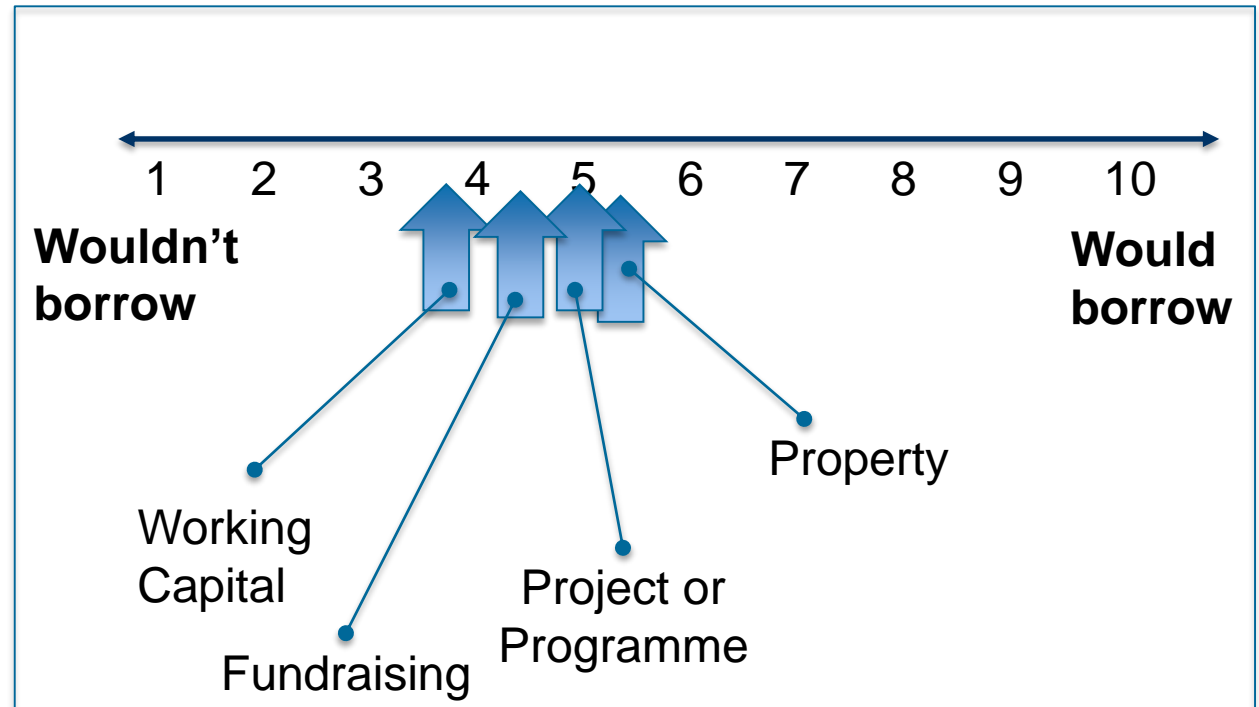 1 2 3 4 5 6 7 8 9 10
Wouldn't
borrow
Would
borrow
Property
Working
Capital
Project or
Programme
Fundraising